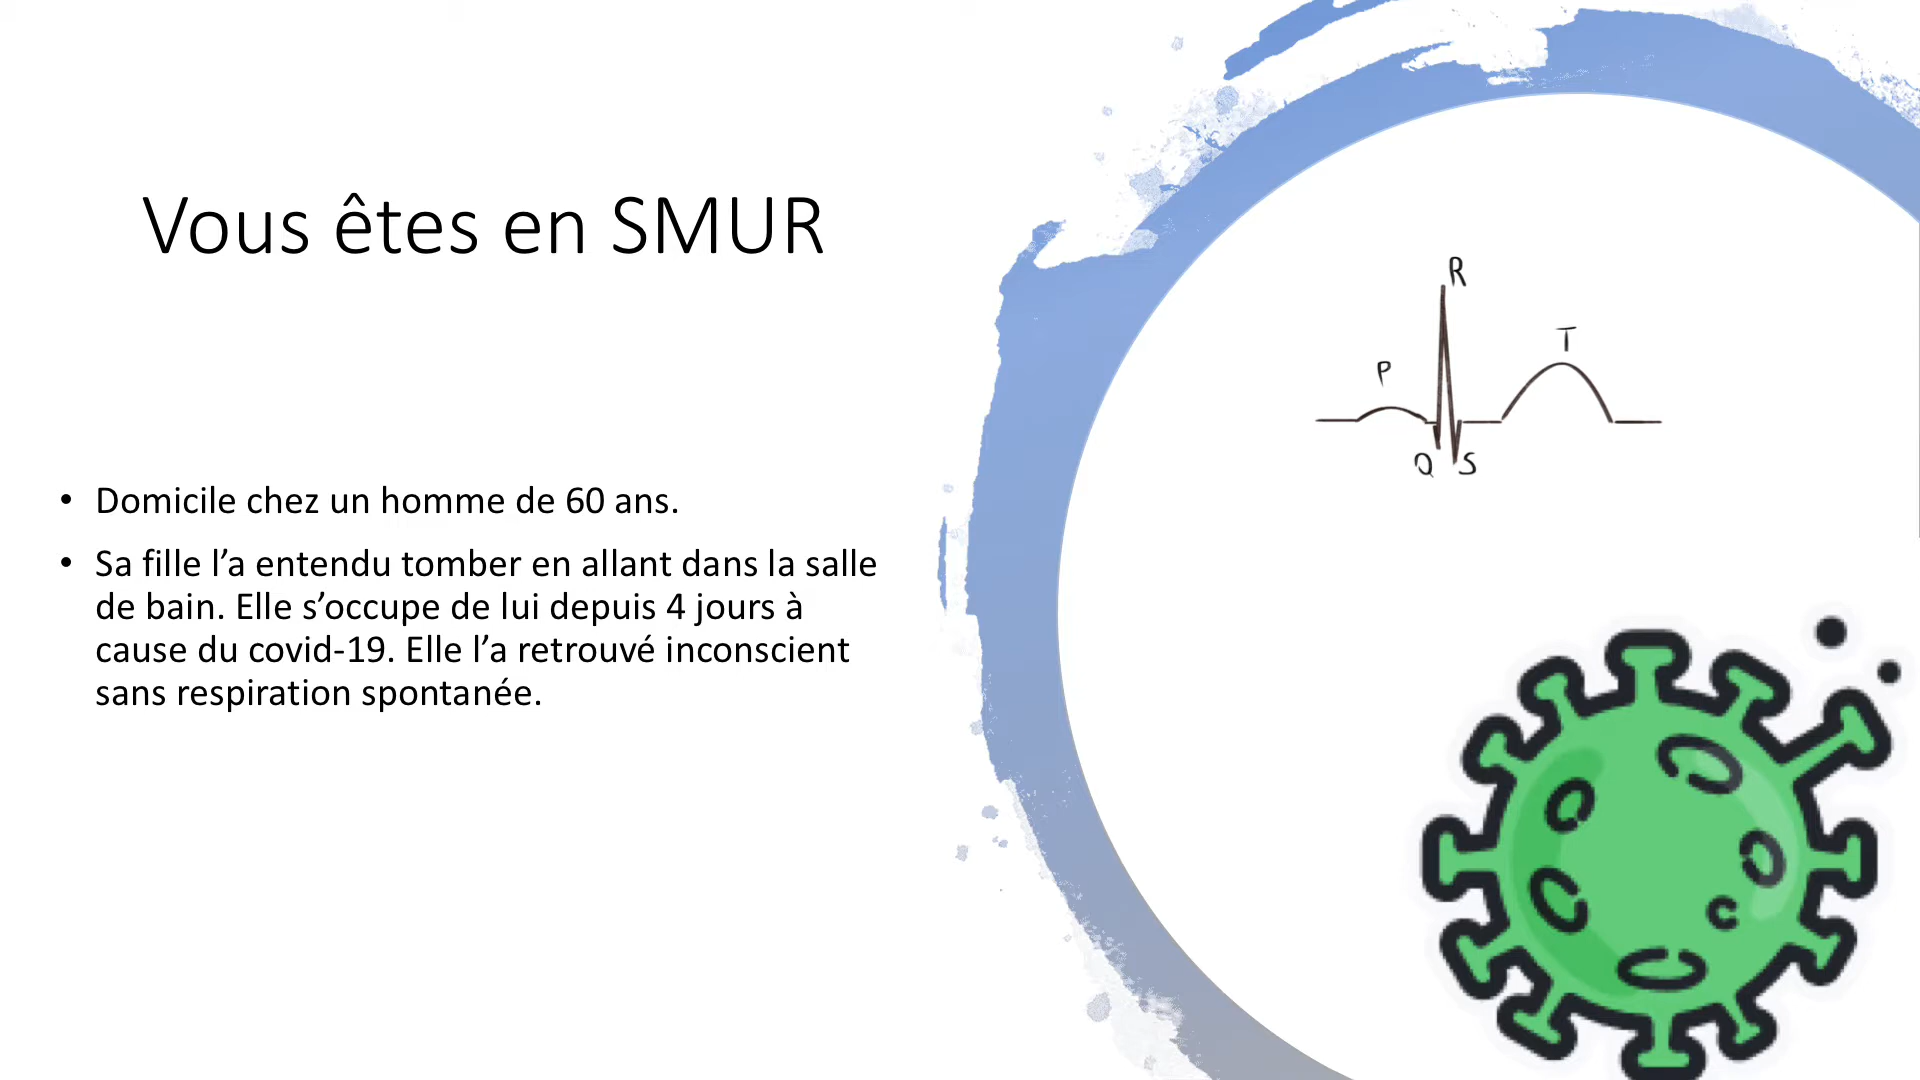 Vous êtes en SMUR
• Domicile chez un homme de 60 ans.
• Sa fille l’a entendu tomber en allant dans la salle
de bain. Elle s’occupe de lui depuis 4 jours à
cause du covid-19. Elle l’a retrouvé inconscient
sans respiration spontanée.
R
T
P
Q S